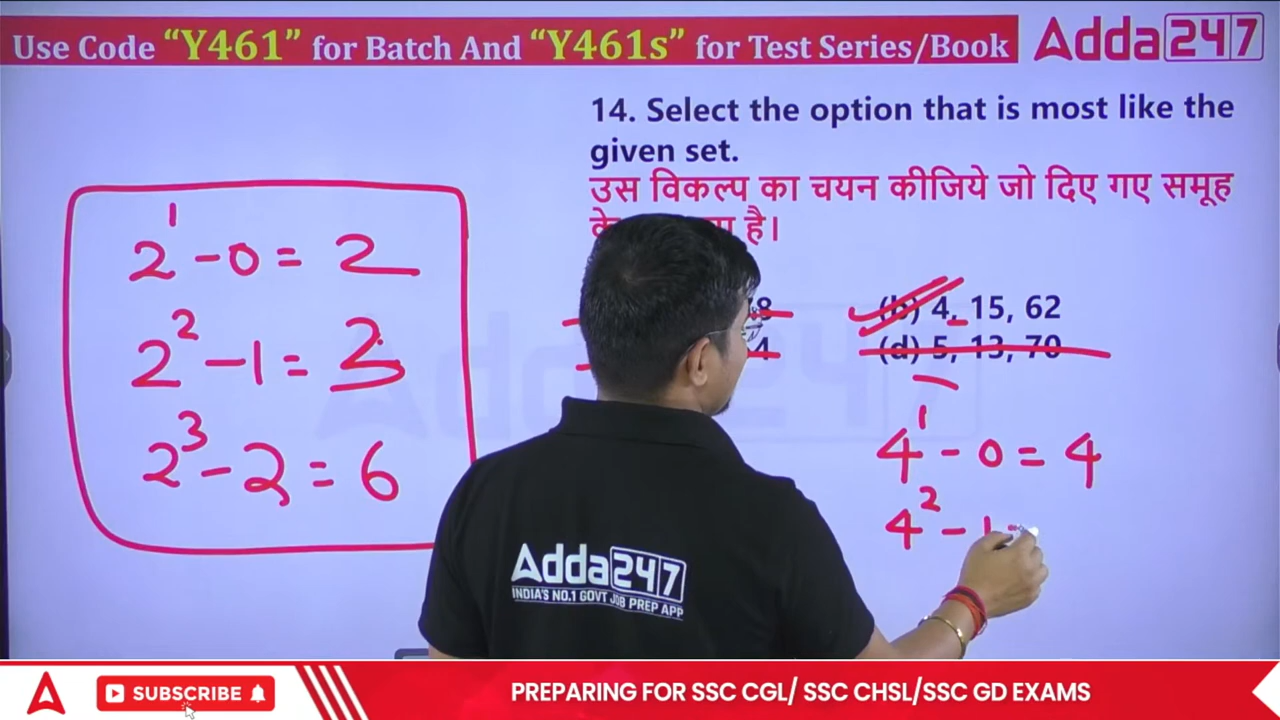 Use Code “Y461” for Batch And “Y461s” for Test Series/Book
Adda247
14. Select the option that is most like the
given set.
उस विकल्प का चयन कीजिये जो दिए गए समूह
है।
(b) 4, 15, 62
(d) 5, 13, 70
2¹ - 0 = 2
2² - 1 = 3
2³ - 2 = 6
4¹ - 0 = 4
4² - 1 =
Adda247
INDIA'S NO.1 GOVT JOB PREP APP
SUBSCRIBE
PREPARING FOR SSC CGL/ SSC CHSL/SSC GD EXAMS